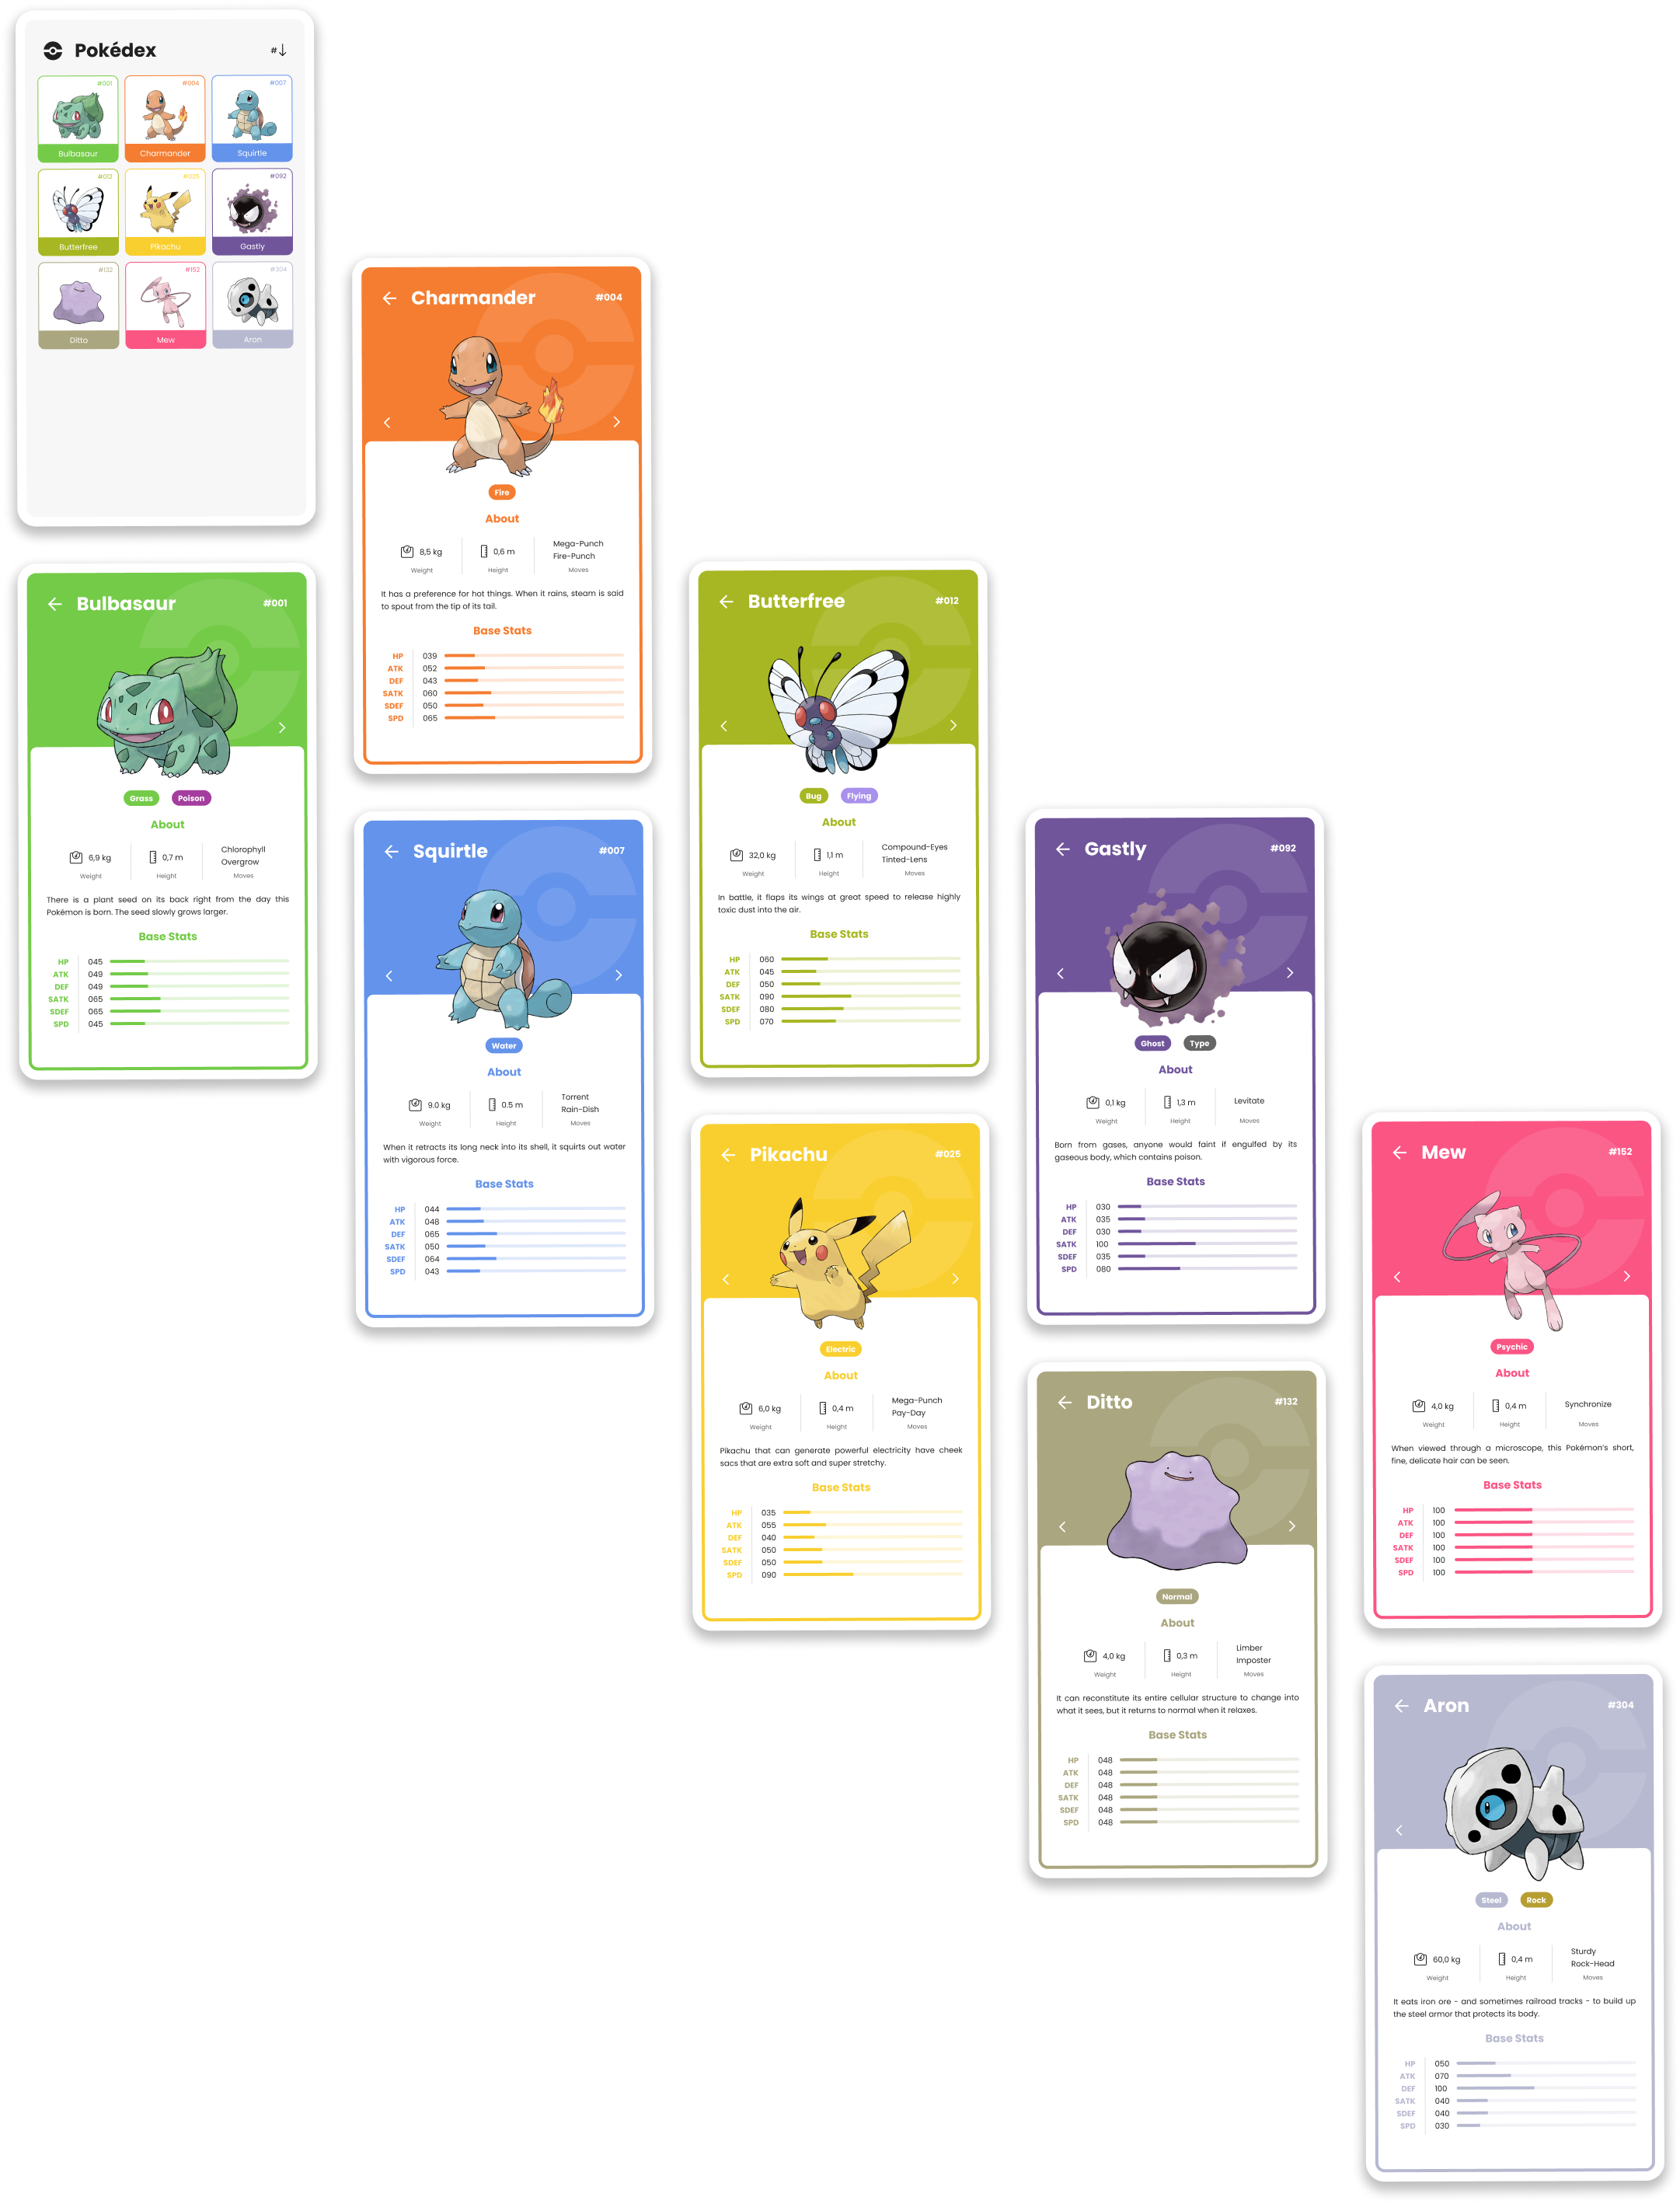 Pokédex
#↓
#001
#004
#007
Bulbasaur
Charmander
Squirtle
#012
#025
#092
Butterfree
Pikachu
Gastly
#132
#152
#304
Ditto
Mew
Aron
Charmander
#004
Fire
About
8,5 kg
0,6 m
Mega-Punch
Fire-Punch
Weight
Height
Moves
It has a preference for hot things. When it rains, steam is said
to spout from the tip of its tail.
Base Stats
HP 039
ATK 052
DEF 043
SATK 060
SDEF 050
SPD 065
Bulbasaur
#001
Grass
Poison
About
6,9 kg
0,7 m
Chlorophyll
Overgrow
Weight
Height
Moves
There is a plant seed on its back right from the day this
Pokémon is born. The seed slowly grows larger.
Base Stats
HP 045
ATK 049
DEF 049
SATK 065
SDEF 065
SPD 045
Butterfree
#012
Bug
Flying
About
32,0 kg
1,1 m
Compound-Eyes
Tinted-Lens
Weight
Height
Moves
In battle, it flaps its wings at great speed to release highly
toxic dust into the air.
Base Stats
HP 060
ATK 045
DEF 050
SATK 090
SDEF 080
SPD 070
Squirtle
#007
Water
About
9.0 kg
0.5 m
Torrent
Rain-Dish
Weight
Height
Moves
When it retracts its long neck into its shell, it squirts out water
with vigorous force.
Base Stats
HP 044
ATK 048
DEF 065
SATK 050
SDEF 064
SPD 043
Gastly
#092
Ghost
Type
About
0,1 kg
1,3 m
Levitate
Weight
Height
Moves
Born from gases, anyone would faint if engulfed by its
gaseous body, which contains poison.
Base Stats
HP 030
ATK 035
DEF 030
SATK 100
SDEF 035
SPD 080
Pikachu
#025
Electric
About
6,0 kg
0,4 m
Mega-Punch
Pay-Day
Weight
Height
Moves
Pikachu that can generate powerful electricity have cheek
sacs that are extra soft and super stretchy.
Base Stats
HP 035
ATK 055
DEF 040
SATK 050
SDEF 050
SPD 090
Mew
#152
Psychic
About
4,0 kg
0,4 m
Synchronize
Weight
Height
Moves
When viewed through a microscope, this Pokémon's short,
fine, delicate hair can be seen.
Base Stats
HP 100
ATK 100
DEF 100
SATK 100
SDEF 100
SPD 100
Ditto
#132
Normal
About
4,0 kg
0,3 m
Limber
Imposter
Weight
Height
Moves
It can reconstitute its entire cellular structure to change into
what it sees, but it returns to normal when it relaxes.
Base Stats
HP 048
ATK 048
DEF 048
SATK 048
SDEF 048
SPD 048
Aron
#304
Steel
Rock
About
60,0 kg
0,4 m
Sturdy
Rock-Head
Weight
Height
Moves
It eats iron ore - and sometimes railroad tracks - to build up
the steel armor that protects its body.
Base Stats
HP 050
ATK 070
DEF 100
SATK 040
SDEF 040
SPD 030